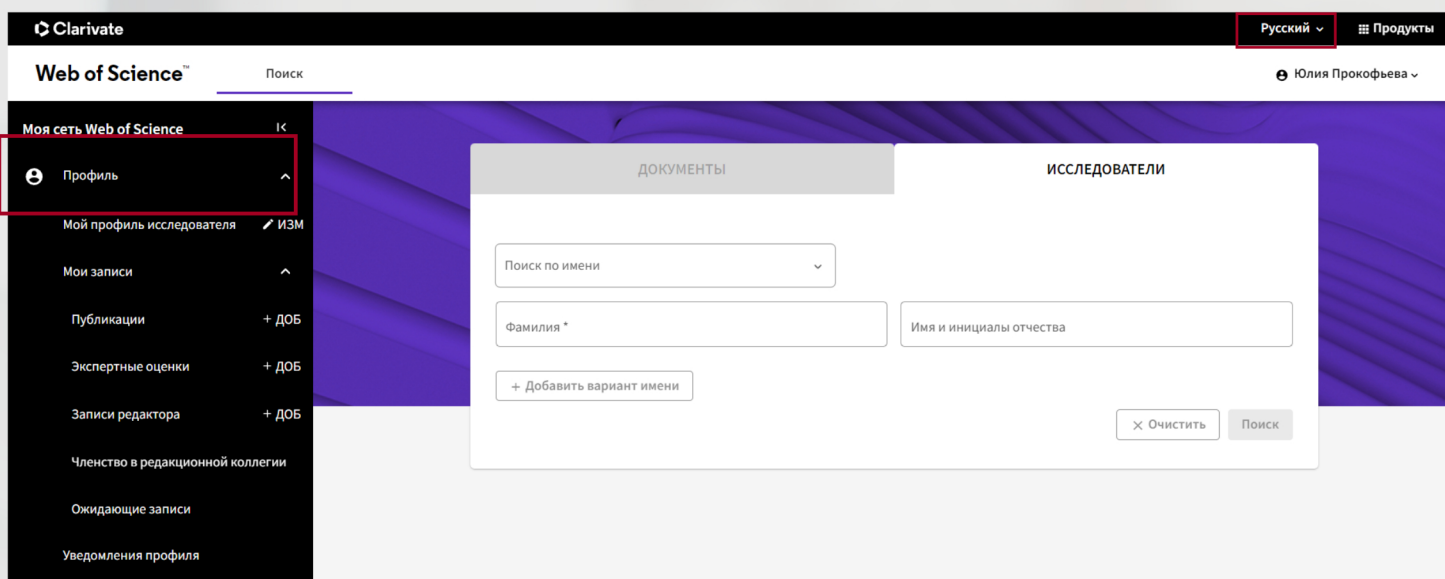 Clarivate
Русский
Продукты
Web of Science™
Поиск
Юлия Прокофьева
Моя сеть Web of Science
Профиль
Мой профиль исследователя
ИЗМ
Мои записи
Публикации
+ ДОБ
Экспертные оценки
+ ДОБ
Записи редактора
+ ДОБ
Членство в редакционной коллегии
Ожидающие записи
Уведомления профиля
ДОКУМЕНТЫ
ИССЛЕДОВАТЕЛИ
Поиск по имени
Фамилия *
Имя и инициалы отчества
+ Добавить вариант имени
× Очистить
Поиск